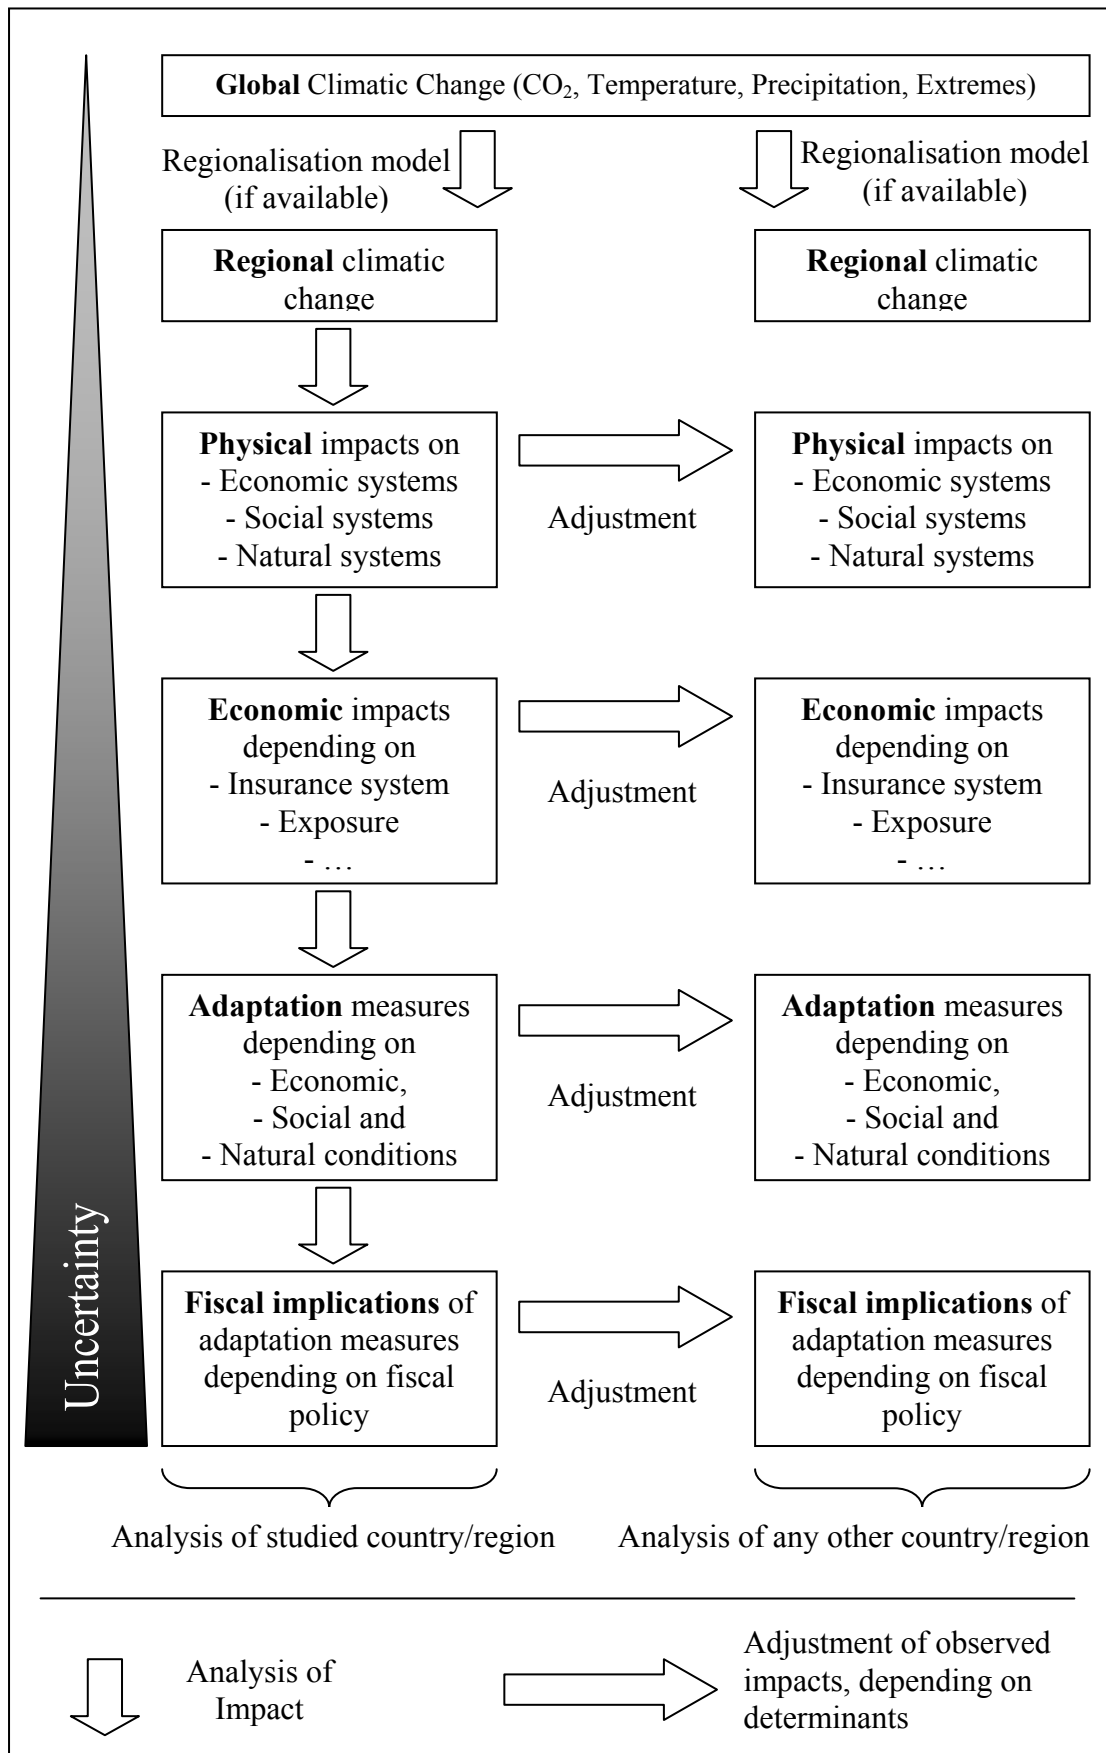 Global Climatic Change (CO₂, Temperature, Precipitation, Extremes)
Regionalisation model
(if available)
Regionalisation model
(if available)
Regional climatic
change
Regional climatic
change
Physical impacts on
- Economic systems
- Social systems
- Natural systems
Adjustment
Physical impacts on
- Economic systems
- Social systems
- Natural systems
Economic impacts
depending on
- Insurance system
- Exposure
- …
Adjustment
Economic impacts
depending on
- Insurance system
- Exposure
- …
Adaptation measures
depending on
- Economic,
- Social and
- Natural conditions
Adjustment
Adaptation measures
depending on
- Economic,
- Social and
- Natural conditions
Uncertainty
Fiscal implications of
adaptation measures
depending on fiscal
policy
Adjustment
Fiscal implications of
adaptation measures
depending on fiscal
policy
Analysis of studied country/region
Analysis of any other country/region
Analysis of
Impact
Adjustment of observed
impacts, depending on
determinants